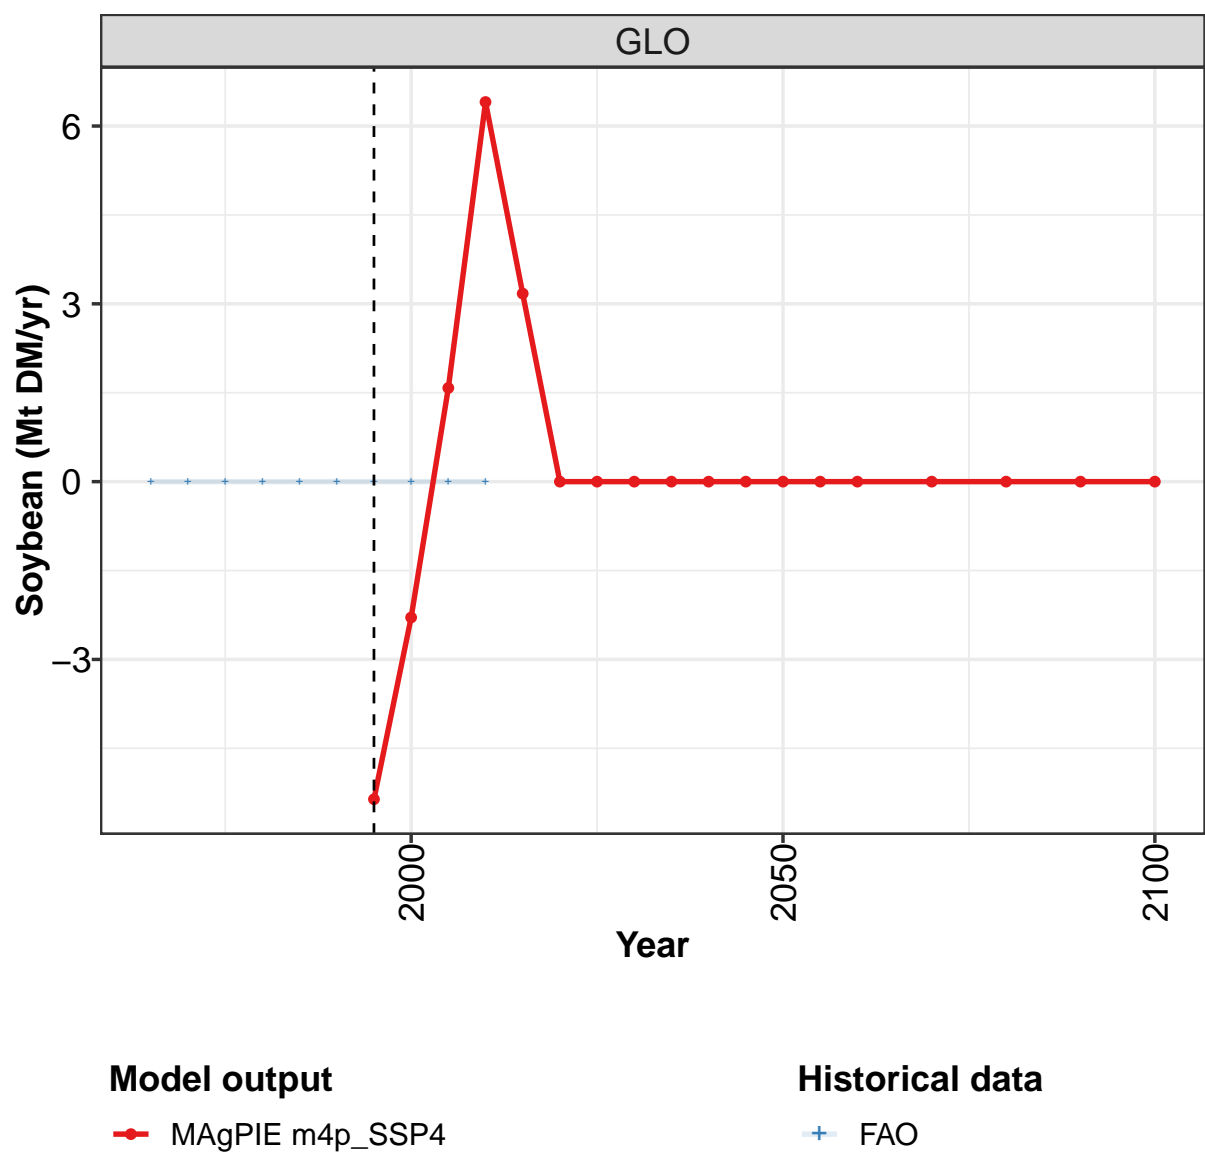 GLO
6
3
0
−3
Soybean (Mt DM/yr)
2000
2050
2100
Year
Model output
Historical data
MAgPIE m4p_SSP4
FAO